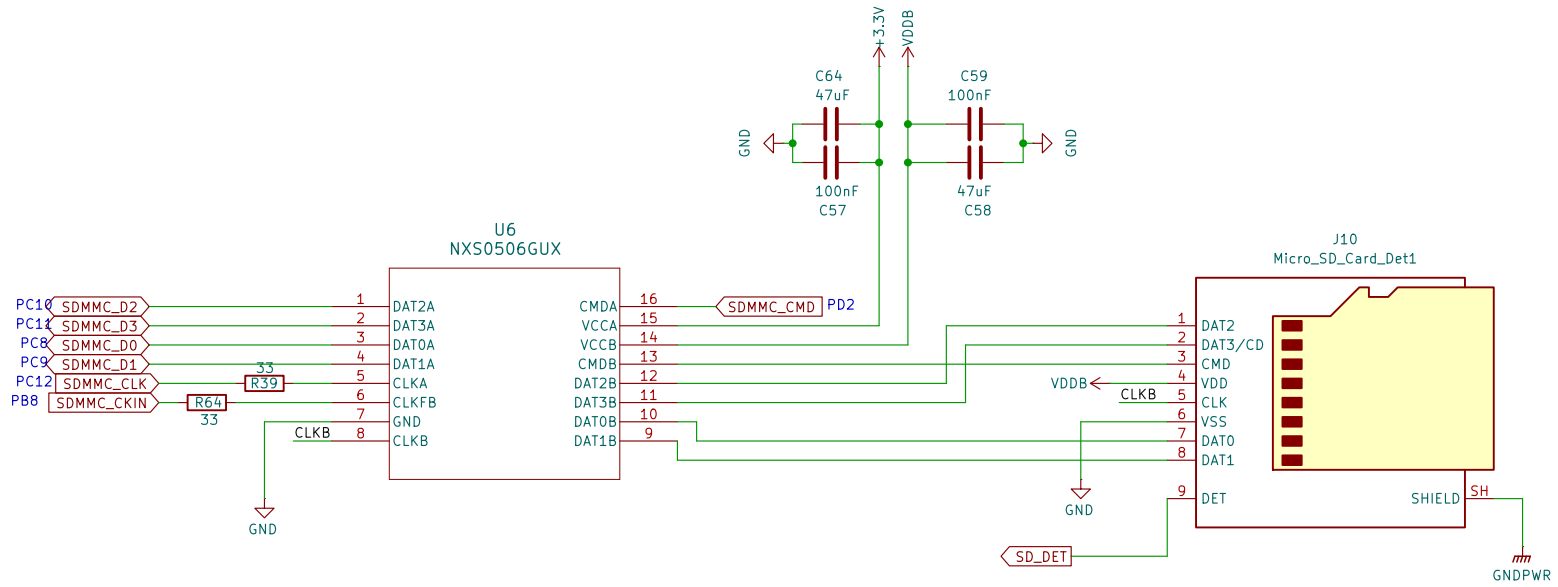 +3.3V
VDDB
C64
47uF
C59
100nF
GND
GND
100nF
C57
47uF
C58
U6
NXS0506GUX
PC10 SDMMC_D2
PC11 SDMMC_D3
PC8 SDMMC_D0
PC9 SDMMC_D1
PC12 SDMMC_CLK
PB8 SDMMC_CKIN
33
R39
R64
33
CLKB
GND
1 DAT2A
2 DAT3A
3 DAT0A
4 DAT1A
5 CLKA
6 CLKFB
7 GND
8 CLKB
CMDA 16
VCCA 15
VCCB 14
CMDB 13
DAT2B 12
DAT3B 11
DAT0B 10
DAT1B 9
SDMMC_CMD PD2
J10
Micro_SD_Card_Det1
1 DAT2
2 DAT3/CD
3 CMD
VDDB 4 VDD
CLKB 5 CLK
6 VSS
7 DAT0
8 DAT1
9 DET
SHIELD SH
GND
SD_DET
GNDPWR